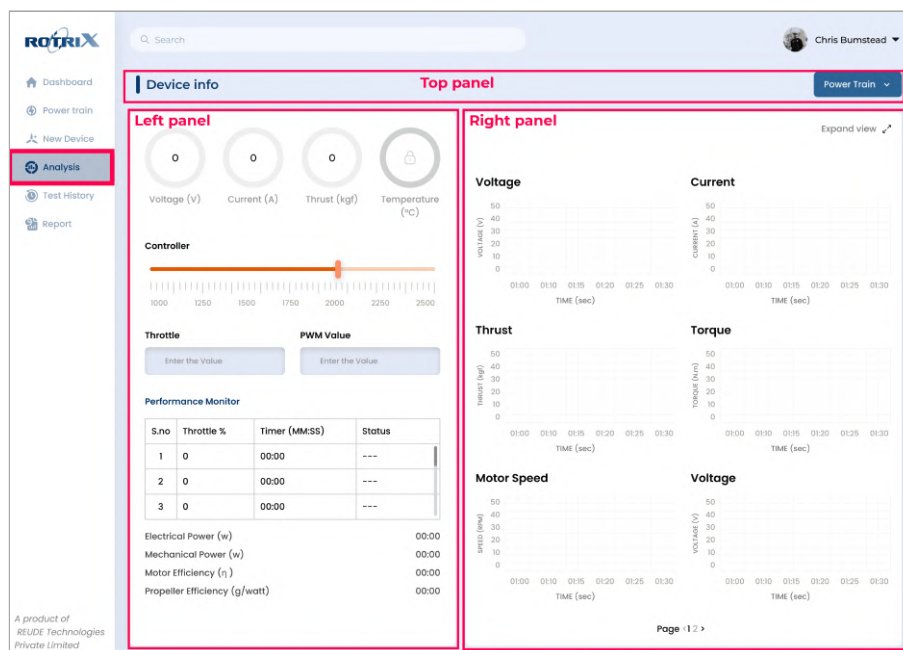 ROTRIX
Search
Chris Bumstead
Dashboard
Power train
New Device
Analysis
Test History
Report
A product of
REUDE Technologies
Private Limited
Device info
Top panel
Power Train
Left panel
0
0
0
Voltage (V)
Current (A)
Thrust (kgf)
Temperature
(°C)
Controller
1000 1250 1500 1750 2000 2250 2500
Throttle
PWM Value
Enter the Value
Enter the Value
Performance Monitor
S.no Throttle % Timer (MM:SS) Status
1 0 00:00 ---
2 0 00:00 ---
3 0 00:00 ---
Electrical Power (w) 00:00
Mechanical Power (w) 00:00
Motor Efficiency (η ) 00:00
Propeller Efficiency (g/watt) 00:00
Right panel
Expand view
Voltage
VOLTAGE (V)
50
40
30
20
10
0
01:00 01:10 01:15 01:20 01:25 01:30
TIME (sec)
Current
CURRENT (A)
50
40
30
20
10
0
01:00 01:10 01:15 01:20 01:25 01:30
TIME (sec)
Thrust
THRUST (kgf)
50
40
30
20
10
0
01:00 01:10 01:15 01:20 01:25 01:30
TIME (sec)
Torque
TORQUE (N.m)
50
40
30
20
10
0
01:00 01:10 01:15 01:20 01:25 01:30
TIME (sec)
Motor Speed
SPEED (RPM)
50
40
30
20
10
0
01:00 01:10 01:15 01:20 01:25 01:30
TIME (sec)
Voltage
VOLTAGE (V)
50
40
30
20
10
0
01:00 01:10 01:15 01:20 01:25 01:30
TIME (sec)
Page <1 2 >